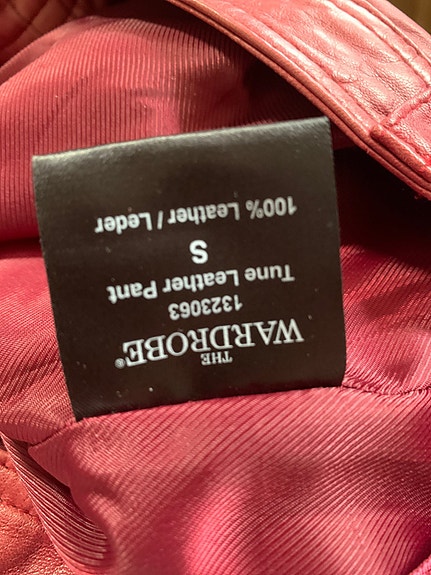 THE
WARDROBE®
1323063
Tune Leather Pant
S
100% Leather / Leder